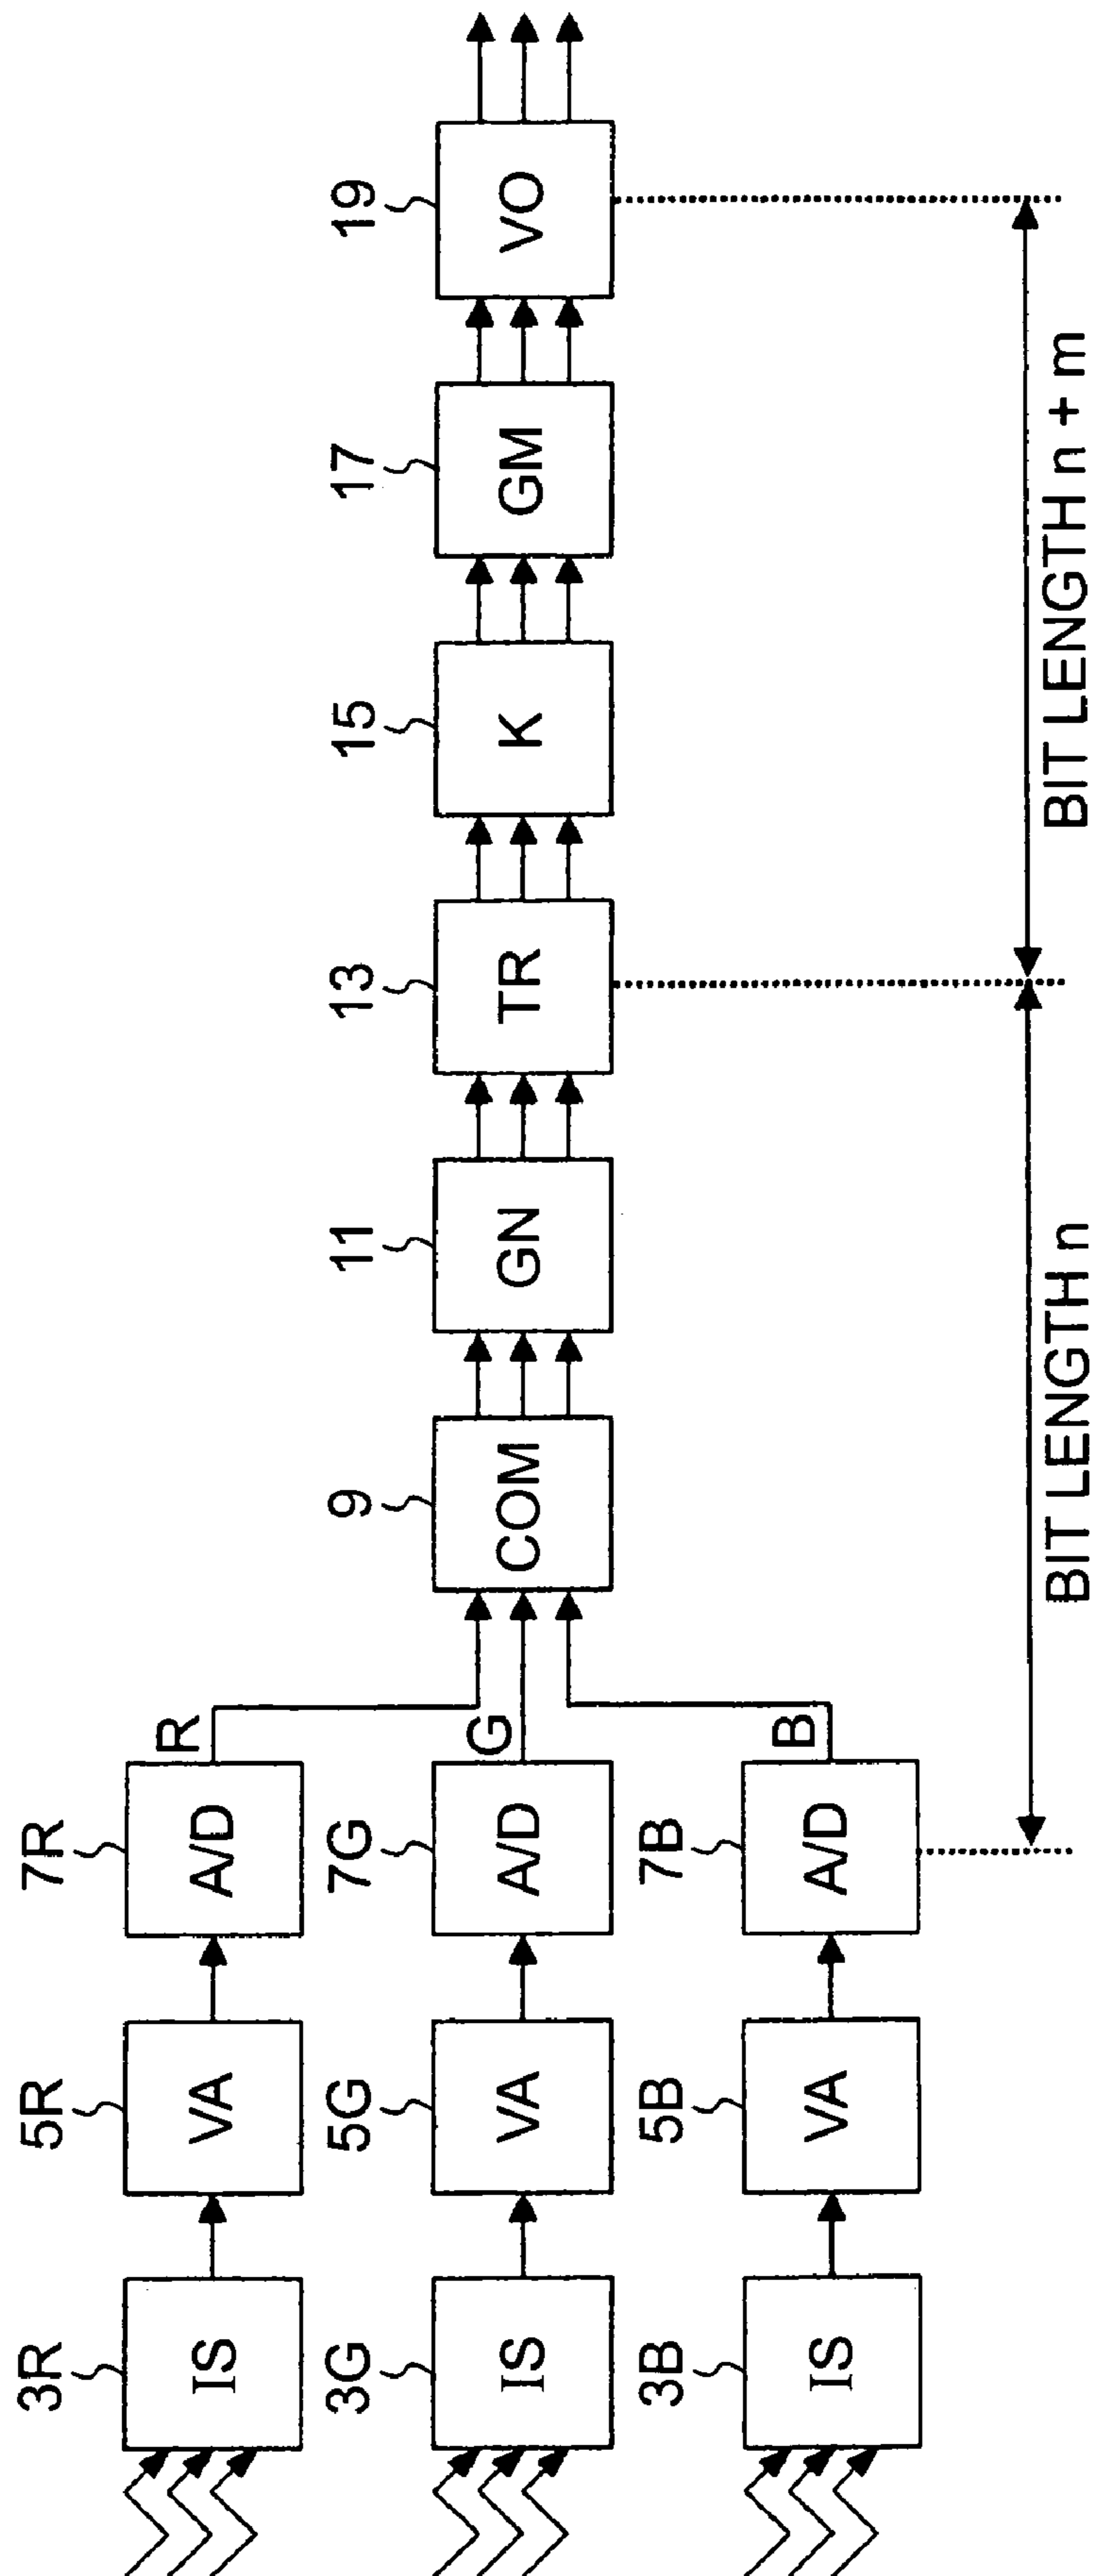 3R
IS
5R
VA
7R
A/D
R
3G
IS
5G
VA
7G
A/D
G
3B
IS
5B
VA
7B
A/D
B
9
COM
11
GN
13
TR
15
K
17
GM
19
VO
BIT LENGTH n
BIT LENGTH n + m